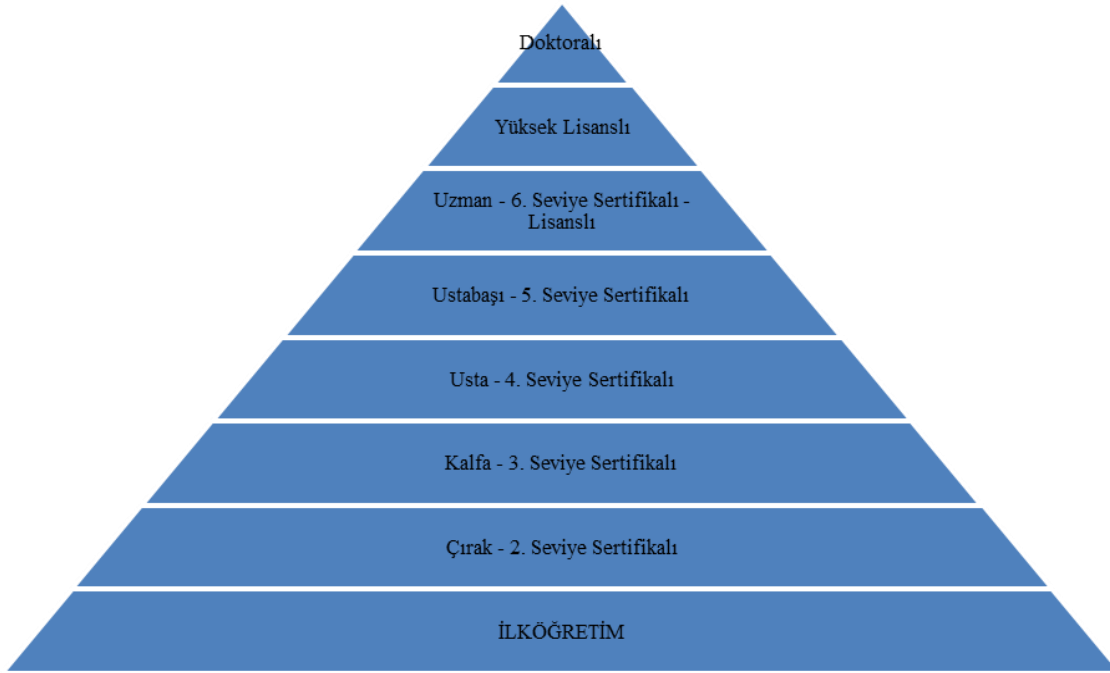 Doktoralı
Yüksek Lisanslı
Uzman - 6. Seviye Sertifikalı -
Lisanslı
Ustabaşı - 5. Seviye Sertifikalı
Usta - 4. Seviye Sertifikalı
Kalfa - 3. Seviye Sertifikalı
Çırak - 2. Seviye Sertifikalı
İLKÖĞRETİM